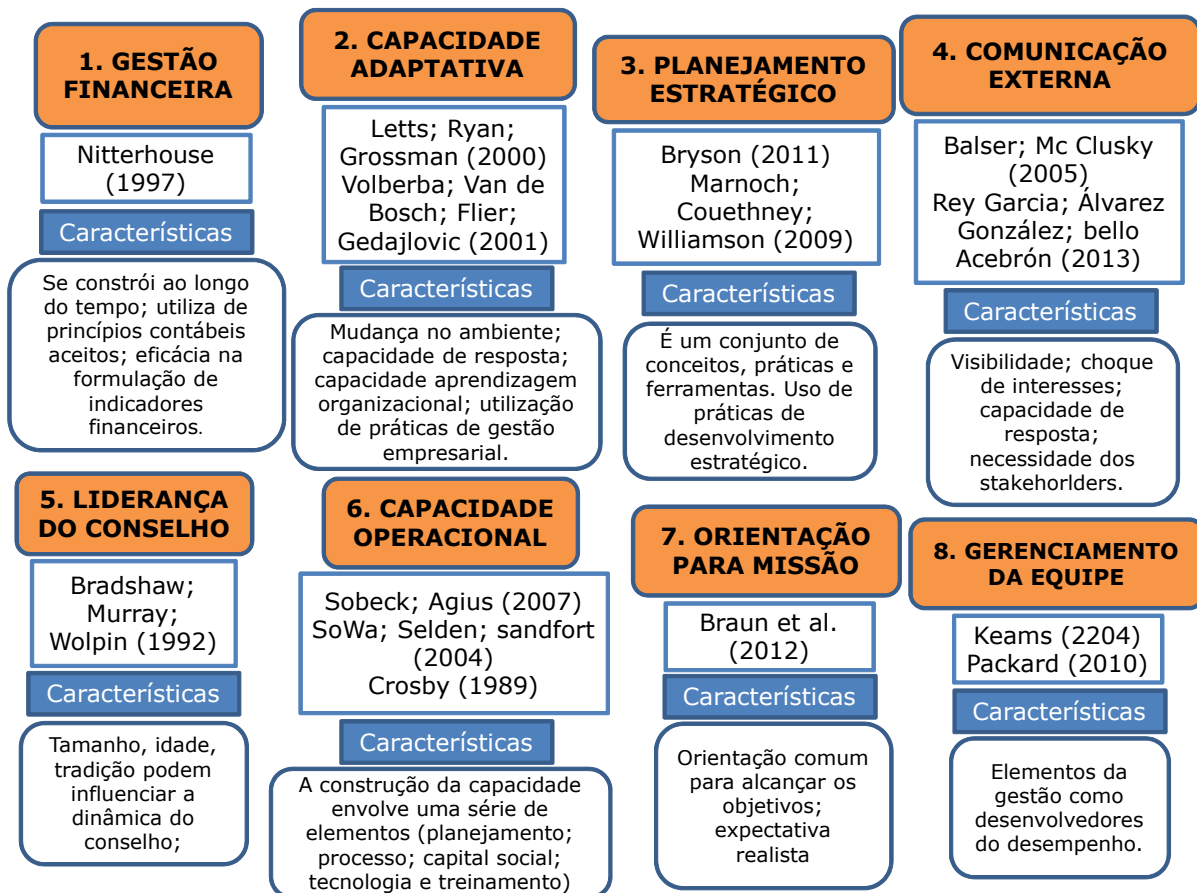 1. GESTÃO
FINANCEIRA
Nitterhouse
(1997)
Características
Se constrói ao longo
do tempo; utiliza de
princípios contábeis
aceitos; eficácia na
formulação de
indicadores
financeiros.
2. CAPACIDADE
ADAPTATIVA
Letts; Ryan;
Grossman (2000)
Volberba; Van de
Bosch; Flier;
Gedajlovic (2001)
Características
Mudança no ambiente;
capacidade de resposta;
capacidade aprendizagem
organizacional; utilização
de práticas de gestão
empresarial.
3. PLANEJAMENTO
ESTRATÉGICO
Bryson (2011)
Marnoch;
Couethney;
Williamson (2009)
Características
É um conjunto de
conceitos, práticas e
ferramentas. Uso de
práticas de
desenvolvimento
estratégico.
4. COMUNICAÇÃO
EXTERNA
Balser; Mc Clusky
(2005)
Rey Garcia; Álvarez
González; bello
Acebrón (2013)
Características
Visibilidade; choque
de interesses;
capacidade de
resposta;
necessidade dos
stakehorlders.
5. LIDERANÇA
DO CONSELHO
Bradshaw;
Murray;
Wolpin (1992)
Características
Tamanho, idade,
tradição podem
influenciar a
dinâmica do
conselho;
6. CAPACIDADE
OPERACIONAL
Sobeck; Agius (2007)
SoWa; Selden; sandfort
(2004)
Crosby (1989)
Características
A construção da capacidade
envolve uma série de
elementos (planejamento;
processo; capital social;
tecnologia e treinamento)
7. ORIENTAÇÃO
PARA MISSÃO
Braun et al.
(2012)
Características
Orientação comum
para alcançar os
objetivos;
expectativa
realista
8. GERENCIAMENTO
DA EQUIPE
Keams (2204)
Packard (2010)
Características
Elementos da
gestão como
desenvolvedores
do desempenho.